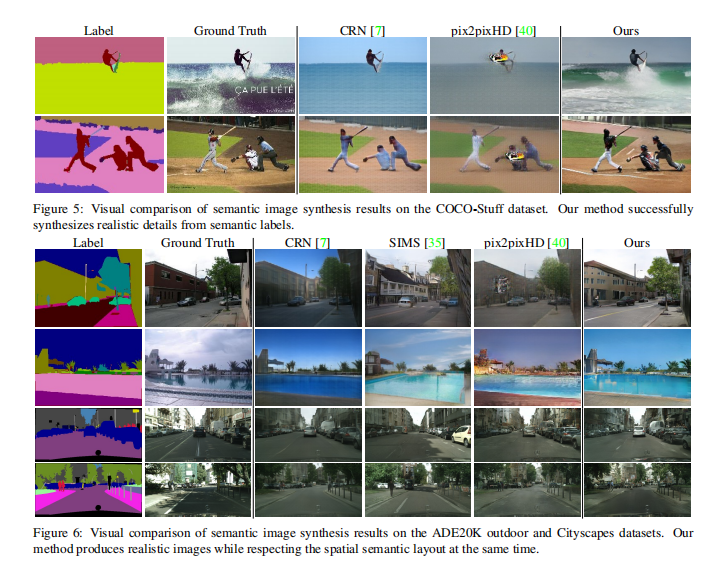 Label Ground Truth CRN [7] pix2pixHD [40] Ours
ÇA PUE L'ÉTÉ
Figure 5: Visual comparison of semantic image synthesis results on the COCO-Stuff dataset. Our method successfully
synthesizes realistic details from semantic labels.
Label Ground Truth CRN [7] SIMS [35] pix2pixHD [40] Ours
Figure 6: Visual comparison of semantic image synthesis results on the ADE20K outdoor and Cityscapes datasets. Our
method produces realistic images while respecting the spatial semantic layout at the same time.